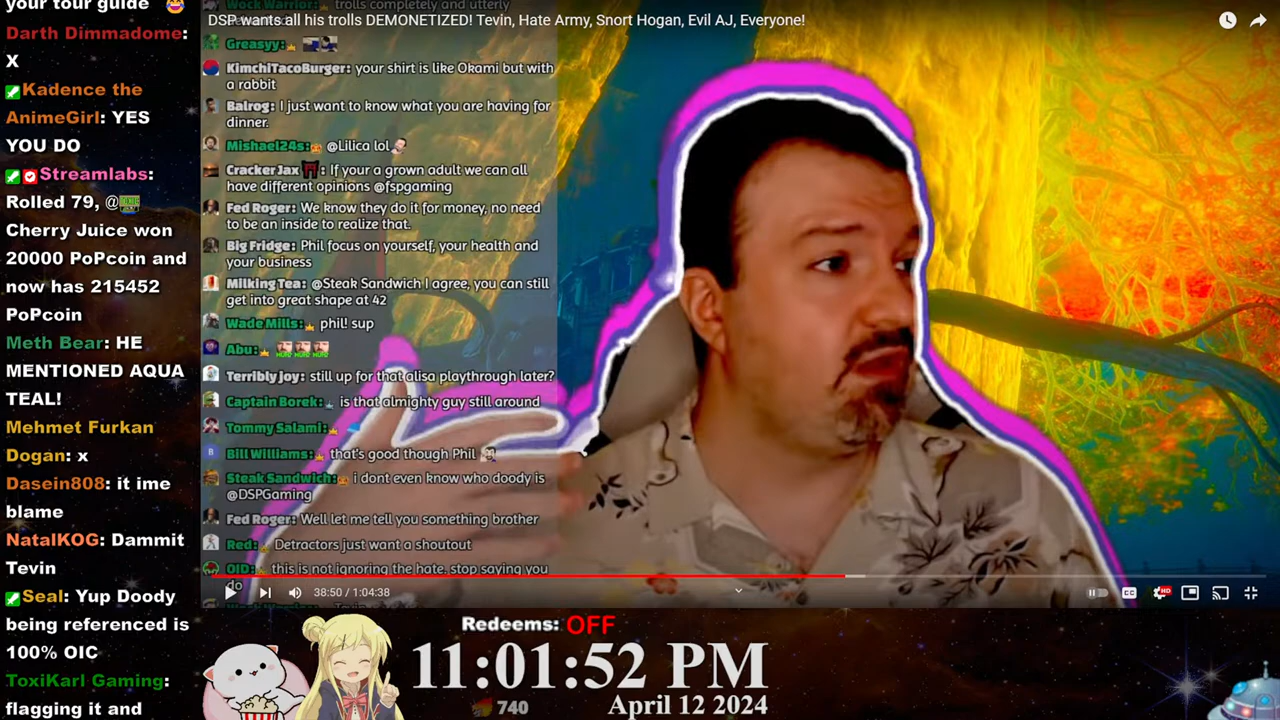 your tour guide
Darth Dimmadome:
X
Kadence the
AnimeGirl: YES
YOU DO
Streamlabs:
Rolled 79, @
Cherry Juice won
20000 PoPcoin and
now has 215452
PoPcoin
Meth Bear: HE
MENTIONED AQUA
TEAL!
Mehmet Furkan
Dogan: x
Dasein808: it ime
blame
NatalKOG: Dammit
Tevin
Seal: Yup Doody
being referenced is
100% OIC
ToxiKarl Gaming:
flagging it and
Wock Warrior: trolls completely and utterly
DSP wants all his trolls DEMONETIZED! Tevin, Hate Army, Snort Hogan, Evil AJ, Everyone!
Greasyy:
KimchiTacoBurger: your shirt is like Okami but with
a rabbit
Balrog: I just want to know what you are having for
dinner.
Mishael24s: @Lilica lol
CrackerJax: If your a grown adult we can all
have different opinions @fspgaming
Fed Roger: We know they do it for money, no need
to be an inside to realize that.
Big Fridge: Phil focus on yourself, your health and
your business
MilkingTea: @Steak Sandwich I agree, you can still
get into great shape at 42
Wade Mills: phil! sup
Abu:
Terribly joy: still up for that alisa playthrough later?
Captain Borek: is that almighty guy still around
Tommy Salami:
Bill Williams: that's good though Phil
Steak Sandwich: i dont even know who doody is
@DSPGaming
Fed Roger: Well let me tell you something brother
Red: Detractors just want a shoutout
OID: this is not ignoring the hate. stop saying you
do
38:50 / 1:04:38
CC
HD
Redeems: OFF
11:01:52 PM
740
April 12 2024